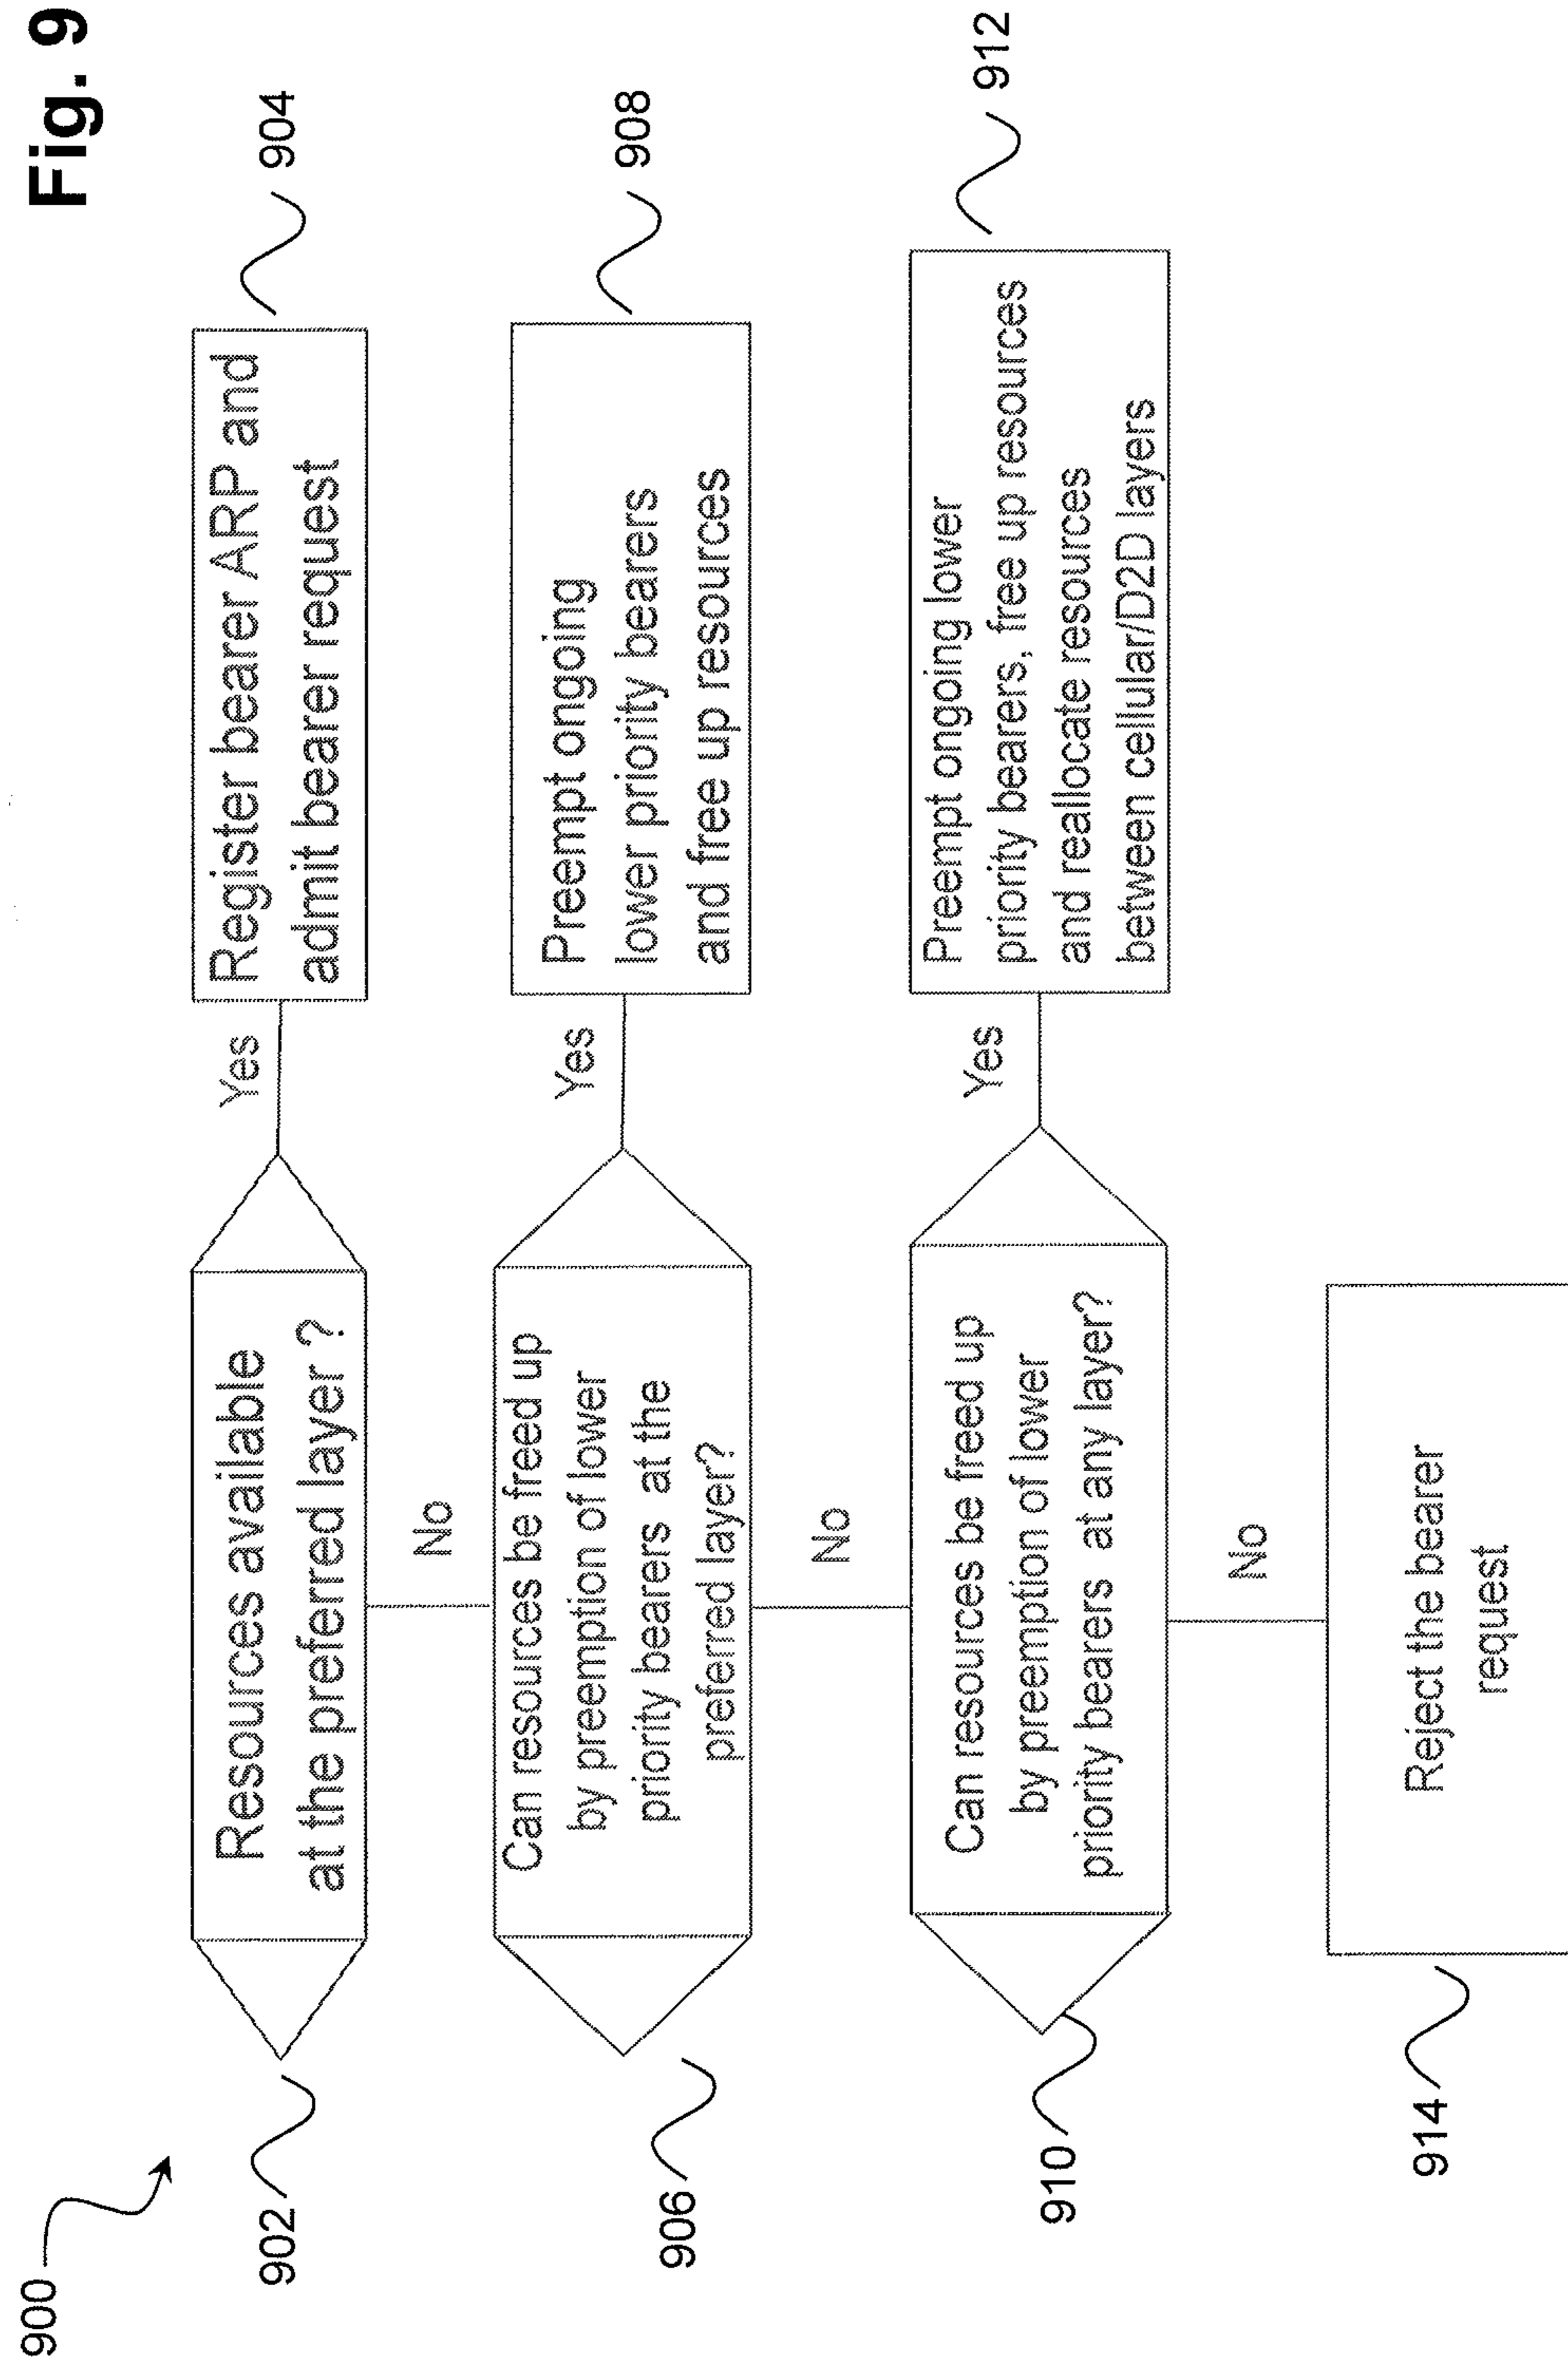 Fig. 9
900
902
Resources available
at the preferred layer ?
Yes
Register bearer ARP and
admit bearer request
904
No
906
Can resources be freed up
by preemption of lower
priority bearers at the
preferred layer?
Yes
Preempt ongoing
lower priority bearers
and free up resources
908
No
910
Can resources be freed up
by preemption of lower
priority bearers at any layer?
Yes
Preempt ongoing lower
priority bearers, free up resources
and reallocate resources
between cellular/D2D layers
912
No
914
Reject the bearer
request